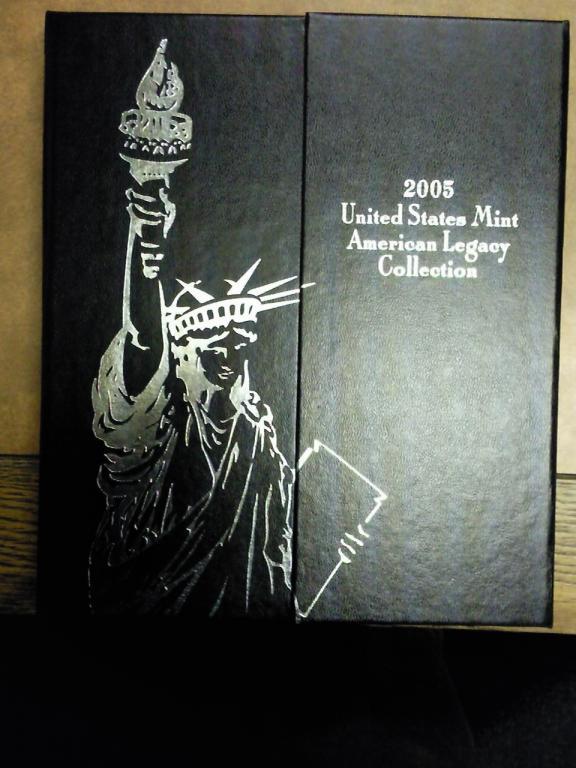 2005
United States Mint
American Legacy
Collection